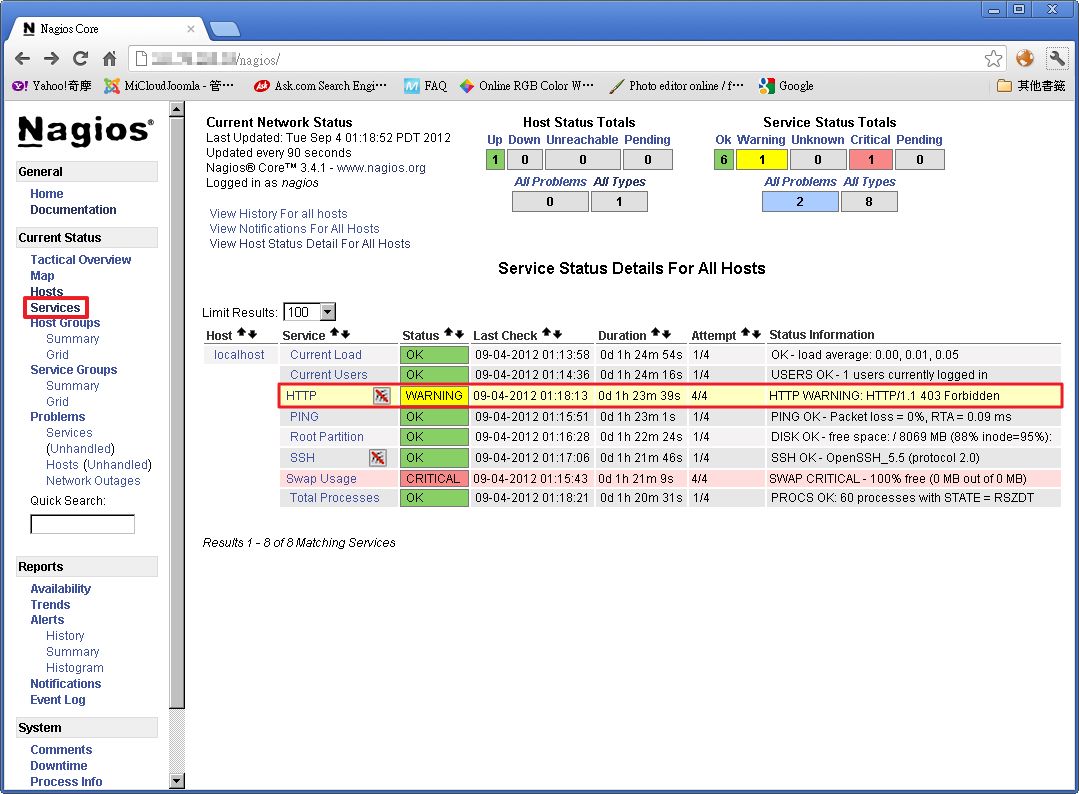 Nagios Core
/nagios/
Yahoo!奇摩 MiCloudJoomla - 管… Ask.com Search Engi… FAQ Online RGB Color W… Photo editor online / f… Google 其他書籤
Nagios®
General
Home
Documentation
Current Status
Tactical Overview
Map
Hosts
Services
Host Groups
Summary
Grid
Service Groups
Summary
Grid
Problems
Services
(Unhandled)
Hosts (Unhandled)
Network Outages
Quick Search:
Reports
Availability
Trends
Alerts
History
Summary
Histogram
Notifications
Event Log
System
Comments
Downtime
Process Info
Current Network Status
Last Updated: Tue Sep 4 01:18:52 PDT 2012
Updated every 90 seconds
Nagios® Core™ 3.4.1 - www.nagios.org
Logged in as nagios
View History For all hosts
View Notifications For All Hosts
View Host Status Detail For All Hosts
Host Status Totals
Up Down Unreachable Pending
1 0 0 0
All Problems All Types
0 1
Service Status Totals
Ok Warning Unknown Critical Pending
6 1 0 1 0
All Problems All Types
2 8
Service Status Details For All Hosts
Limit Results: 100
Host Service Status Last Check Duration Attempt Status Information
localhost Current Load OK 09-04-2012 01:13:58 0d 1h 24m 54s 1/4 OK - load average: 0.00, 0.01, 0.05
Current Users OK 09-04-2012 01:14:36 0d 1h 24m 16s 1/4 USERS OK - 1 users currently logged in
HTTP WARNING 09-04-2012 01:18:13 0d 1h 23m 39s 4/4 HTTP WARNING: HTTP/1.1 403 Forbidden
PING OK 09-04-2012 01:15:51 0d 1h 23m 1s 1/4 PING OK - Packet loss = 0%, RTA = 0.09 ms
Root Partition OK 09-04-2012 01:16:28 0d 1h 22m 24s 1/4 DISK OK - free space: / 8069 MB (88% inode=95%):
SSH OK 09-04-2012 01:17:06 0d 1h 21m 46s 1/4 SSH OK - OpenSSH_5.5 (protocol 2.0)
Swap Usage CRITICAL 09-04-2012 01:15:43 0d 1h 21m 9s 4/4 SWAP CRITICAL - 100% free (0 MB out of 0 MB)
Total Processes OK 09-04-2012 01:18:21 0d 1h 20m 31s 1/4 PROCS OK: 60 processes with STATE = RSZDT
Results 1 - 8 of 8 Matching Services